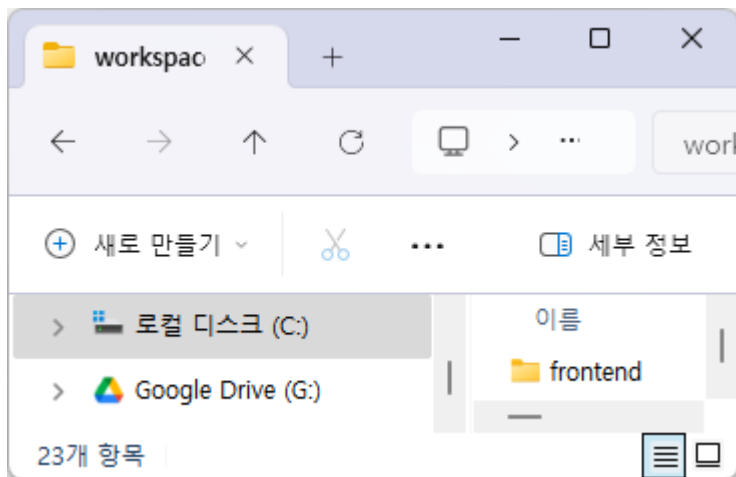 workspac
work
새로 만들기
세부 정보
로컬 디스크 (C:)
이름
frontend
Google Drive (G:)
23개 항목